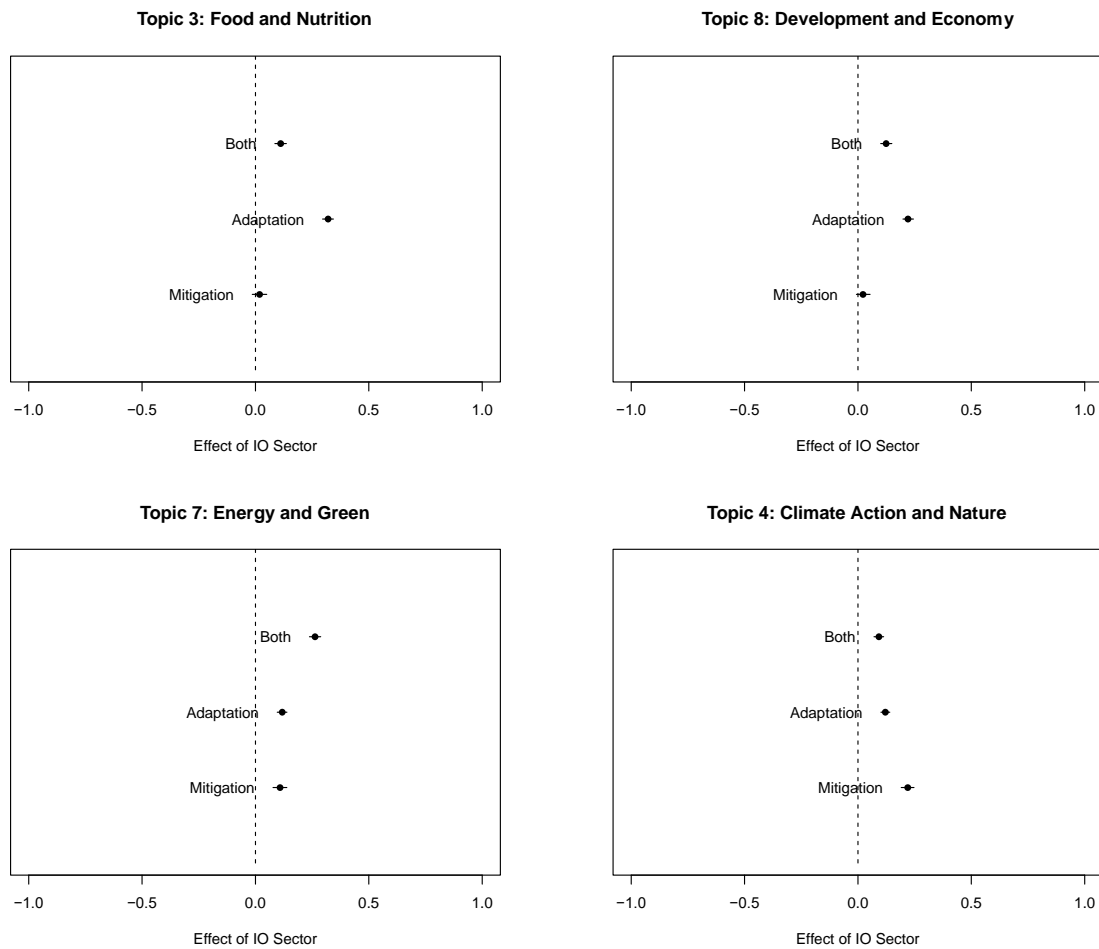 Topic 3: Food and Nutrition
Both
Adaptation
Mitigation
−1.0 −0.5 0.0 0.5 1.0
Effect of IO Sector
Topic 8: Development and Economy
Both
Adaptation
Mitigation
−1.0 −0.5 0.0 0.5 1.0
Effect of IO Sector
Topic 7: Energy and Green
Both
Adaptation
Mitigation
−1.0 −0.5 0.0 0.5 1.0
Effect of IO Sector
Topic 4: Climate Action and Nature
Both
Adaptation
Mitigation
−1.0 −0.5 0.0 0.5 1.0
Effect of IO Sector